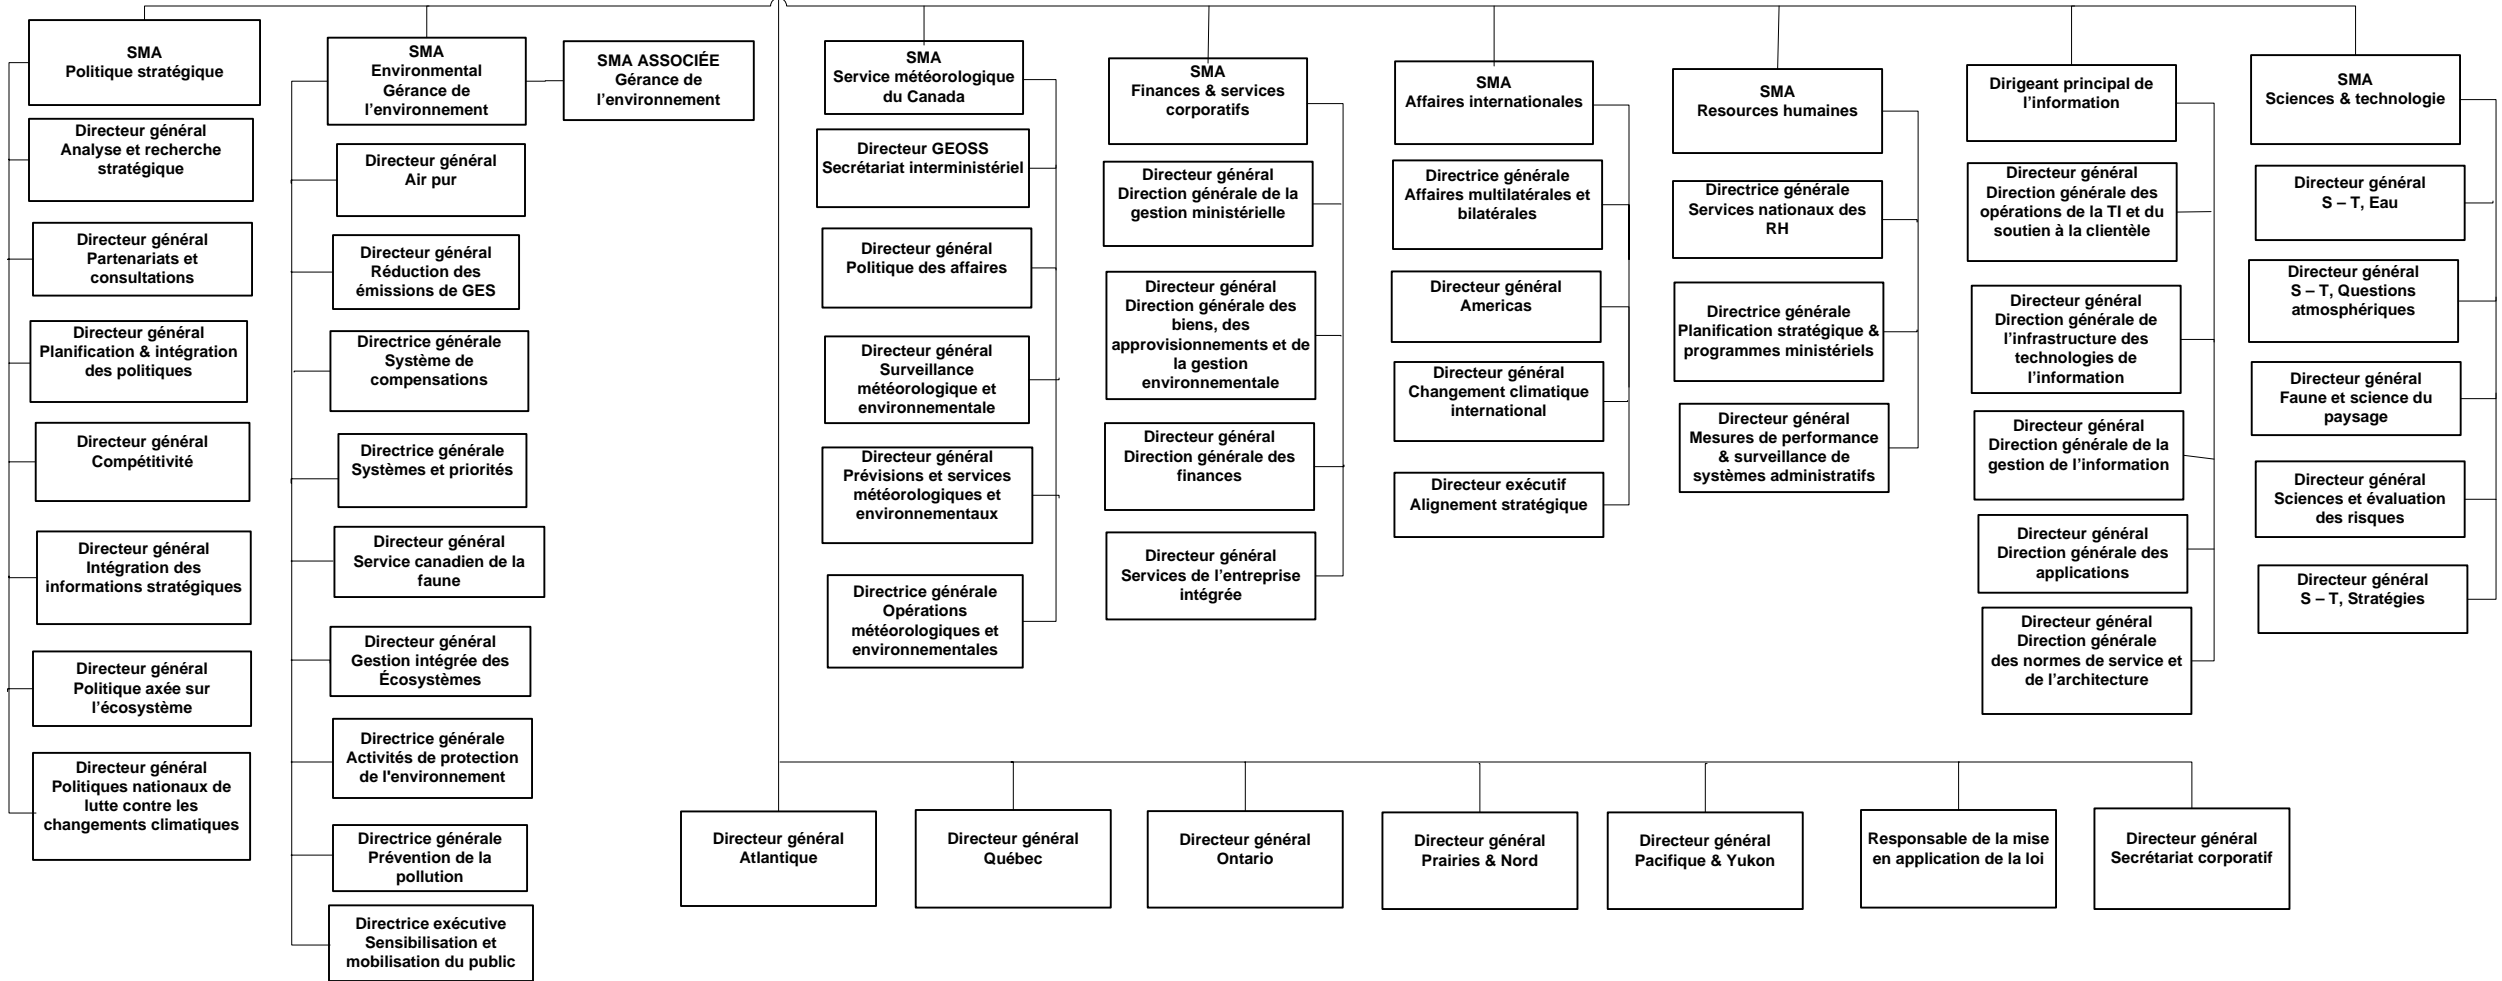 SMA
Politique stratégique
Directeur général
Analyse et recherche
stratégique
Directeur général
Partenariats et
consultations
Directeur général
Planification & intégration
des politiques
Directeur général
Compétitivité
Directeur général
Intégration des
informations stratégiques
Directeur général
Politique axée sur
l'écosystème
Directeur général
Politiques nationaux de
lutte contre les
changements climatiques
SMA
Environmental
Gérance de
l'environnement
SMA ASSOCIÉE
Gérance de
l'environnement
Directeur général
Air pur
Directeur général
Réduction des
émissions de GES
Directrice générale
Système de
compensations
Directrice générale
Systèmes et priorités
Directeur général
Service canadien de la
faune
Directeur général
Gestion intégrée des
Écosystèmes
Directrice générale
Activités de protection
de l'environnement
Directrice générale
Prévention de la
pollution
Directrice exécutive
Sensibilisation et
mobilisation du public
SMA
Service météorologique
du Canada
Directeur GEOSS
Secrétariat interministériel
Directeur général
Politique des affaires
Directeur général
Surveillance
météorologique et
environnementale
Directeur général
Prévisions et services
météorologiques et
environnementaux
Directrice générale
Opérations
météorologiques et
environnementales
SMA
Finances & services
corporatifs
Directeur général
Direction générale de la
gestion ministérielle
Directeur général
Direction générale des
biens, des
approvisionnements et de
la gestion
environnementale
Directeur général
Direction générale des
finances
Directeur général
Services de l'entreprise
intégrée
SMA
Affaires internationales
Directrice générale
Affaires multilatérales et
bilatérales
Directeur général
Americas
Directeur général
Changement climatique
international
Directeur exécutif
Alignement stratégique
SMA
Resources humaines
Directrice générale
Services nationaux des
RH
Directrice générale
Planification stratégique &
programmes ministériels
Directeur général
Mesures de performance
& surveillance de
systèmes administratifs
Dirigeant principal de
l'information
Directeur général
Direction générale des
opérations de la TI et du
soutien à la clientèle
Directeur général
Direction générale de
l'infrastructure des
technologies de
l'information
Directeur général
Direction générale de la
gestion de l'information
Directeur général
Direction générale des
applications
Directeur général
Direction générale
des normes de service et
de l'architecture
SMA
Sciences & technologie
Directeur général
S – T, Eau
Directeur général
S – T, Questions
atmosphériques
Directeur général
Faune et science du
paysage
Directeur général
Sciences et évaluation
des risques
Directeur général
S – T, Stratégies
Directeur général
Atlantique
Directeur général
Québec
Directeur général
Ontario
Directeur général
Prairies & Nord
Directeur général
Pacifique & Yukon
Responsable de la mise
en application de la loi
Directeur général
Secrétariat corporatif